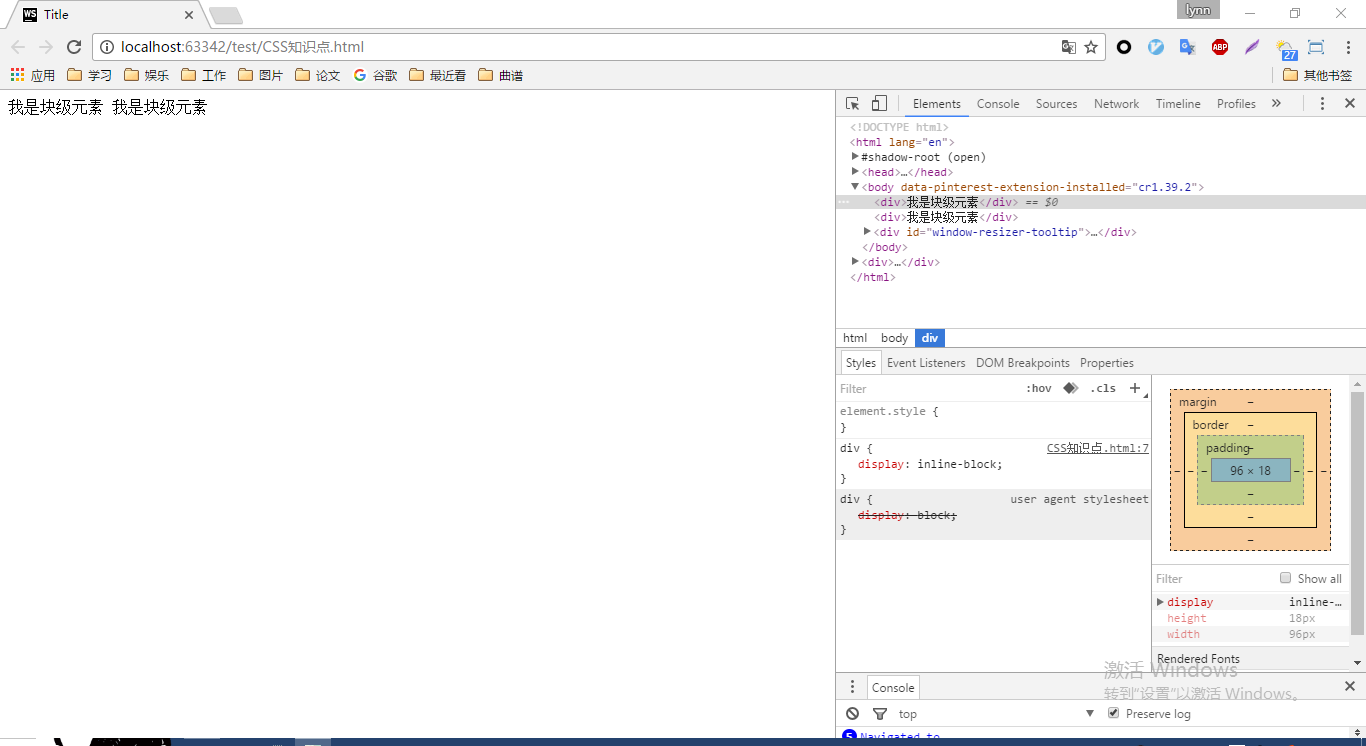 WS Title
lynn
localhost:63342/test/CSS知识点.html
ABP
27
应用 学习 娱乐 工作 图片 论文 谷歌 最近看 曲谱 其他书签
我是块级元素 我是块级元素
Elements Console Sources Network Timeline Profiles »
<!DOCTYPE html>
<html lang="en">
#shadow-root (open)
<head>…</head>
<body data-pinterest-extension-installed="cr1.39.2">
<div>我是块级元素</div> == $0
<div>我是块级元素</div>
<div id="window-resizer-tooltip">…</div>
</body>
<div>…</div>
</html>
html body div
Styles Event Listeners DOM Breakpoints Properties
Filter :hov .cls +
element.style {
}
div { CSS知识点.html:7
display: inline-block;
}
div { user agent stylesheet
display: block;
}
margin –
border –
padding –
– – – 96 × 18 – – –
–
–
–
Filter Show all
display inline-…
height 18px
width 96px
Rendered Fonts
激活 Windows
转到"设置"以激活 Windows。
Console
top Preserve log
5 Navigated to